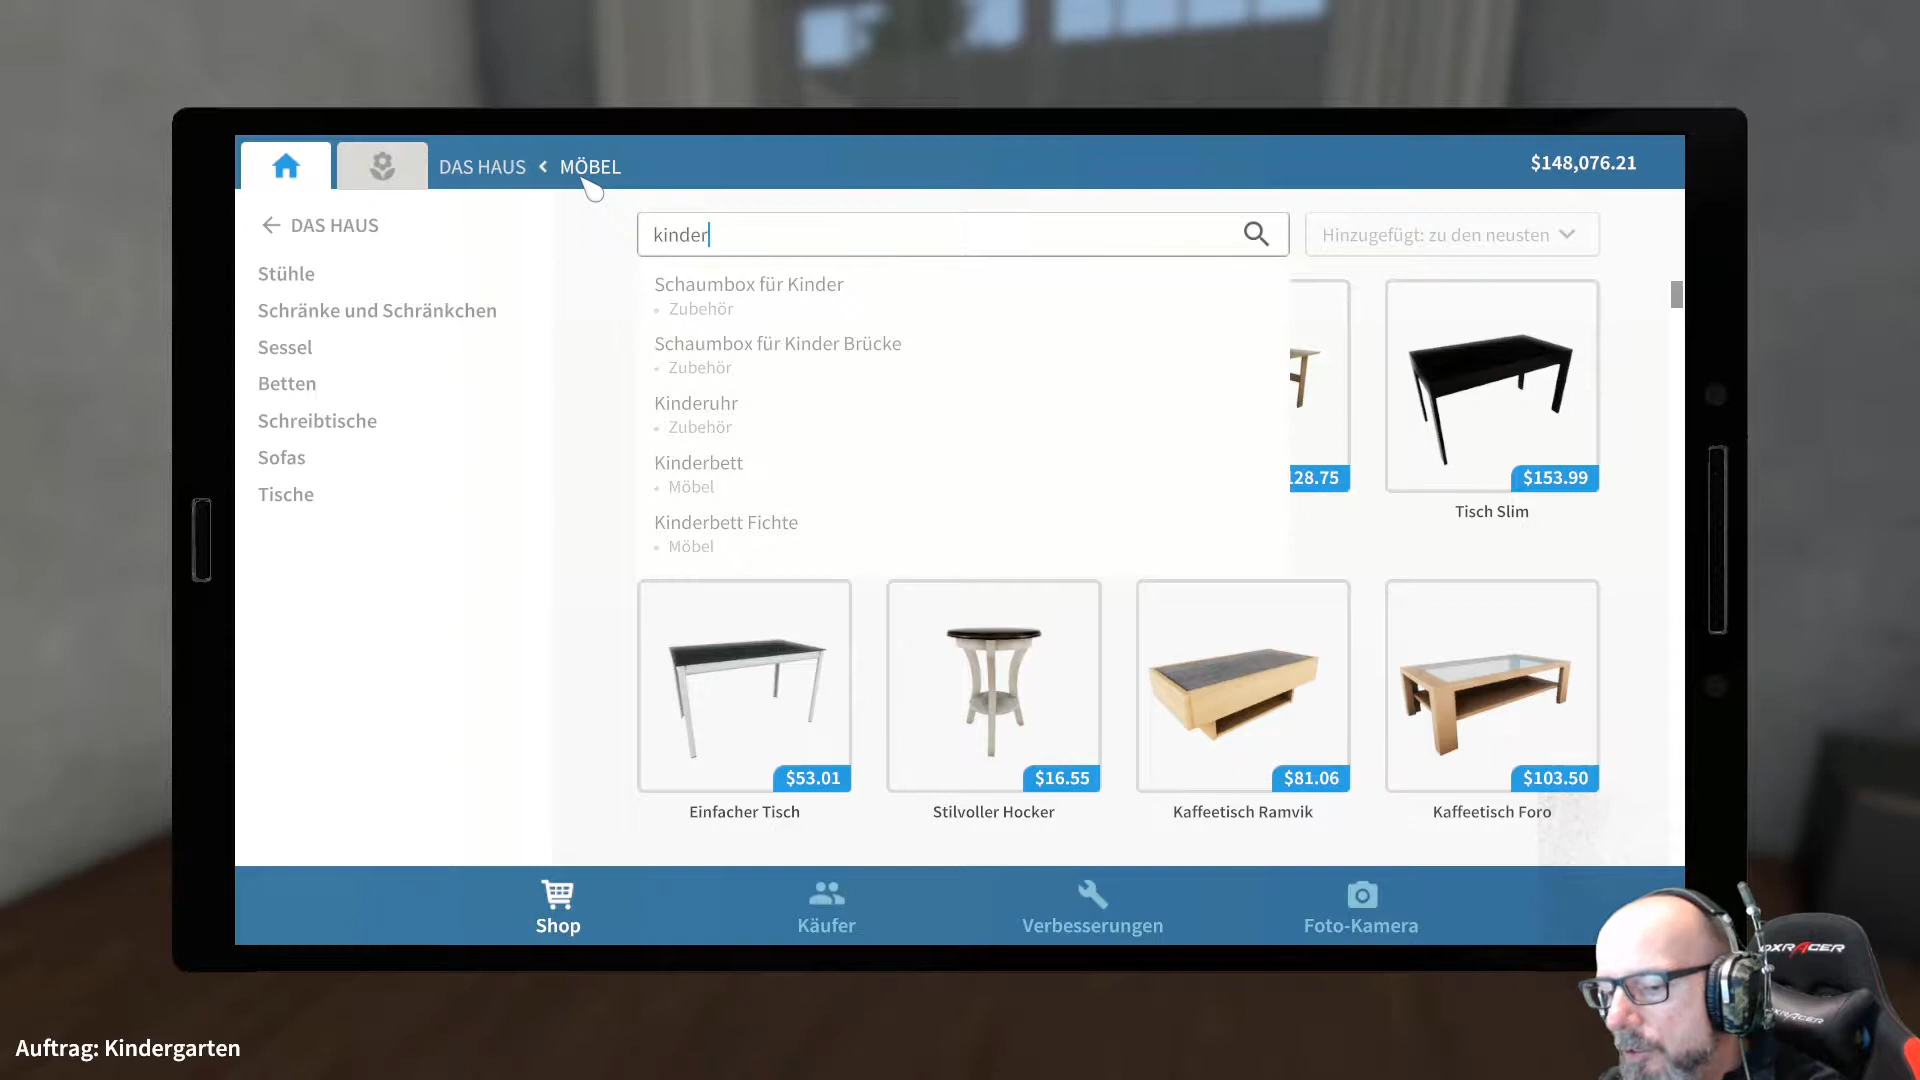 DAS HAUS < MÖBEL
$148,076.21
DAS HAUS
Stühle
Schränke und Schränkchen
Sessel
Betten
Schreibtische
Sofas
Tische
kinder
Hinzugefügt: zu den neusten
Schaumbox für Kinder
• Zubehör
Schaumbox für Kinder Brücke
• Zubehör
Kinderuhr
• Zubehör
Kinderbett
• Möbel
Kinderbett Fichte
• Möbel
28.75
$153.99
Tisch Slim
$53.01
Einfacher Tisch
$16.55
Stilvoller Hocker
$81.06
Kaffeetisch Ramvik
$103.50
Kaffeetisch Foro
Shop
Käufer
Verbesserungen
Foto-Kamera
Auftrag: Kindergarten